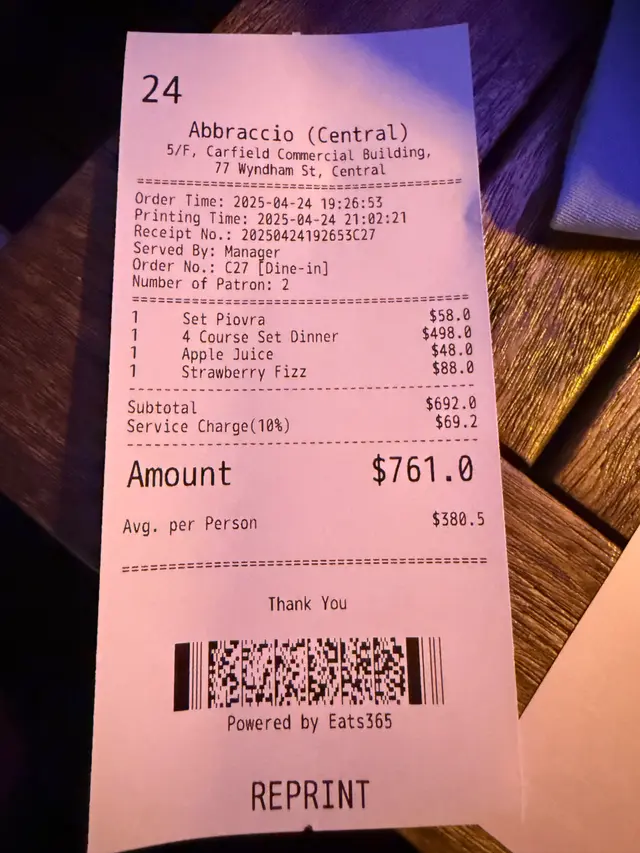 24
Abbraccio (Central)
5/F, Carfield Commercial Building,
77 Wyndham St, Central
Order Time: 2025-04-24 19:26:53
Printing Time: 2025-04-24 21:02:21
Receipt No.: 20250424192653C27
Served By: Manager
Order No.: C27 [Dine-in]
Number of Patron: 2
1 Set Piovra $58.0
1 4 Course Set Dinner $498.0
1 Apple Juice $48.0
1 Strawberry Fizz $88.0
Subtotal $692.0
Service Charge(10%) $69.2
Amount $761.0
Avg. per Person $380.5
Thank You
Powered by Eats365
REPRINT